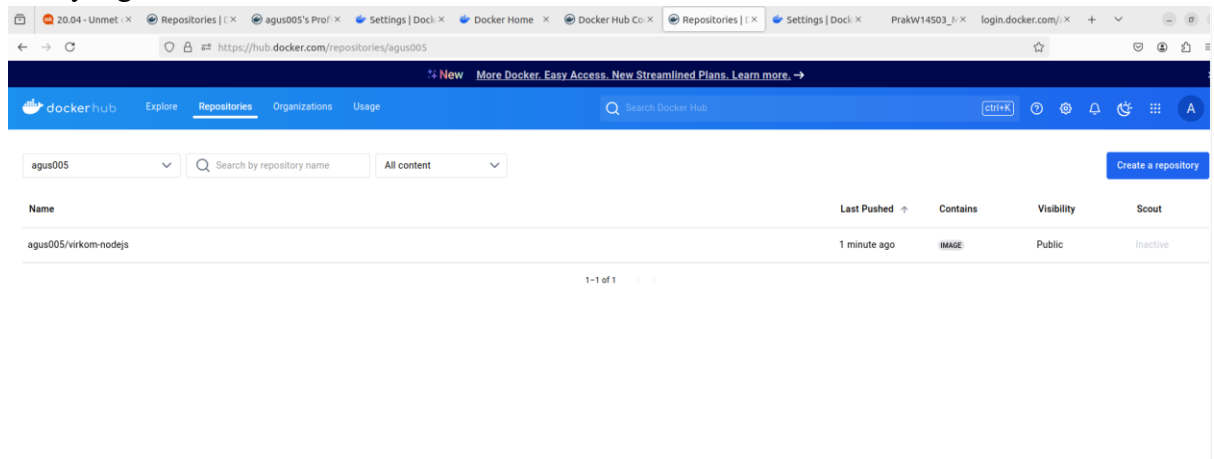 20.04 - Unmet
Repositories |
agus005's Profi
Settings | Dock
Docker Home
Docker Hub Co
Repositories |
Settings | Dock
PrakW14S03_
login.docker.com/
https://hub.docker.com/repositories/agus005
New More Docker. Easy Access. New Streamlined Plans. Learn more. →
dockerhub Explore Repositories Organizations Usage Search Docker Hub ctrl+K A
agus005 Search by repository name All content Create a repository
Name Last Pushed ↑ Contains Visibility Scout
agus005/virkom-nodejs 1 minute ago IMAGE Public Inactive
1–1 of 1